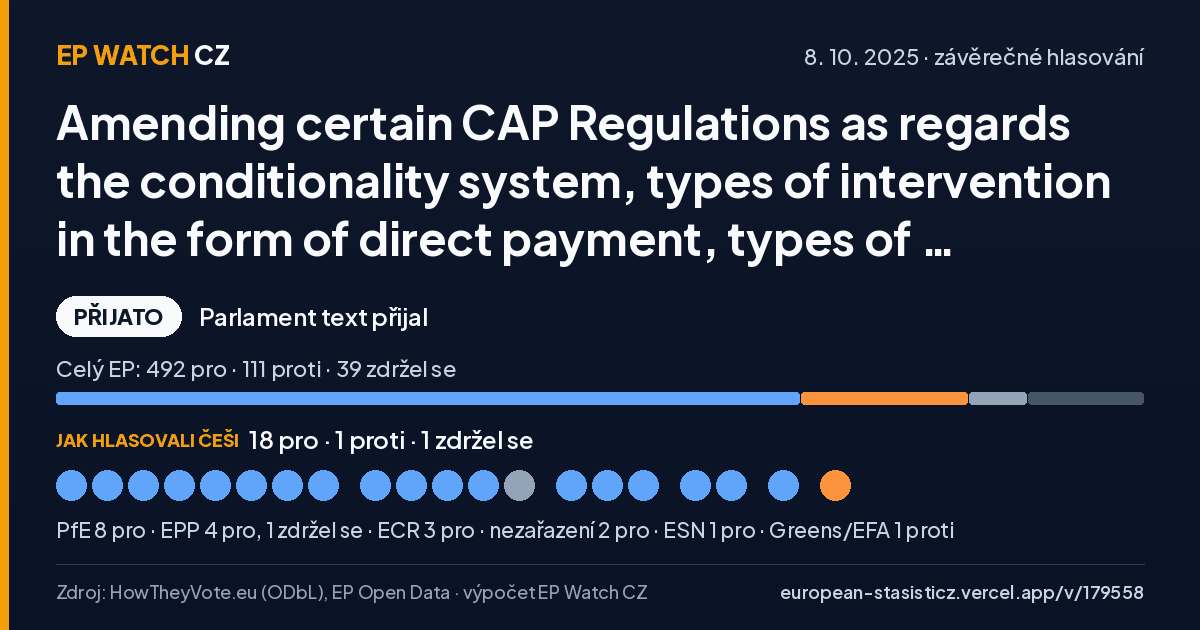 EP WATCH CZ
8. 10. 2025 · závěrečné hlasování
Amending certain CAP Regulations as regards
the conditionality system, types of intervention
in the form of direct payment, types of …
PŘIJATO Parlament text přijal
Celý EP: 492 pro · 111 proti · 39 zdržel se
JAK HLASOVALI ČEŠI 18 pro · 1 proti · 1 zdržel se
PfE 8 pro · EPP 4 pro, 1 zdržel se · ECR 3 pro · nezařazení 2 pro · ESN 1 pro · Greens/EFA 1 proti
Zdroj: HowTheyVote.eu (ODbL), EP Open Data · výpočet EP Watch CZ
european-stasisticz.vercel.app/v/179558